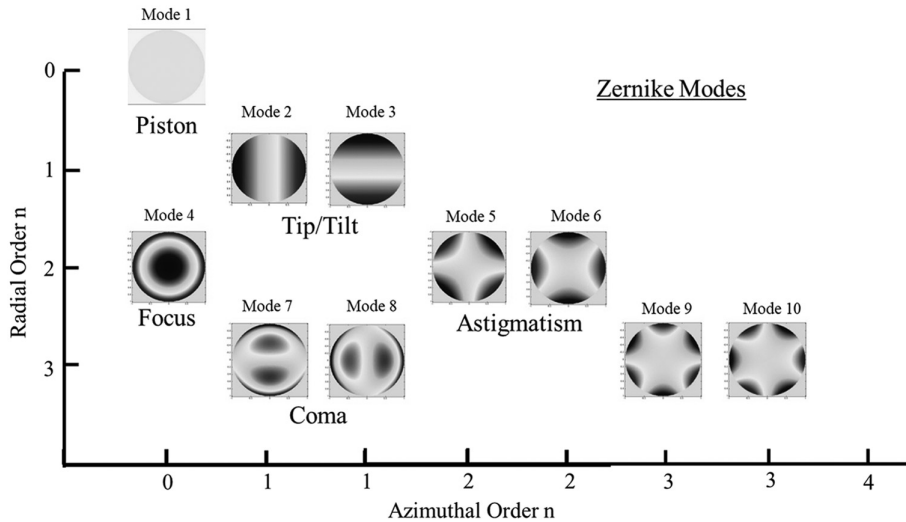 Mode 1
0
Zernike Modes
Piston
Mode 2 Mode 3
1
Mode 4
Tip/Tilt
Mode 5 Mode 6
2
Focus
Mode 7 Mode 8
Astigmatism
Mode 9 Mode 10
3
Coma
Radial Order n
0 1 1 2 2 3 3 4
Azimuthal Order n